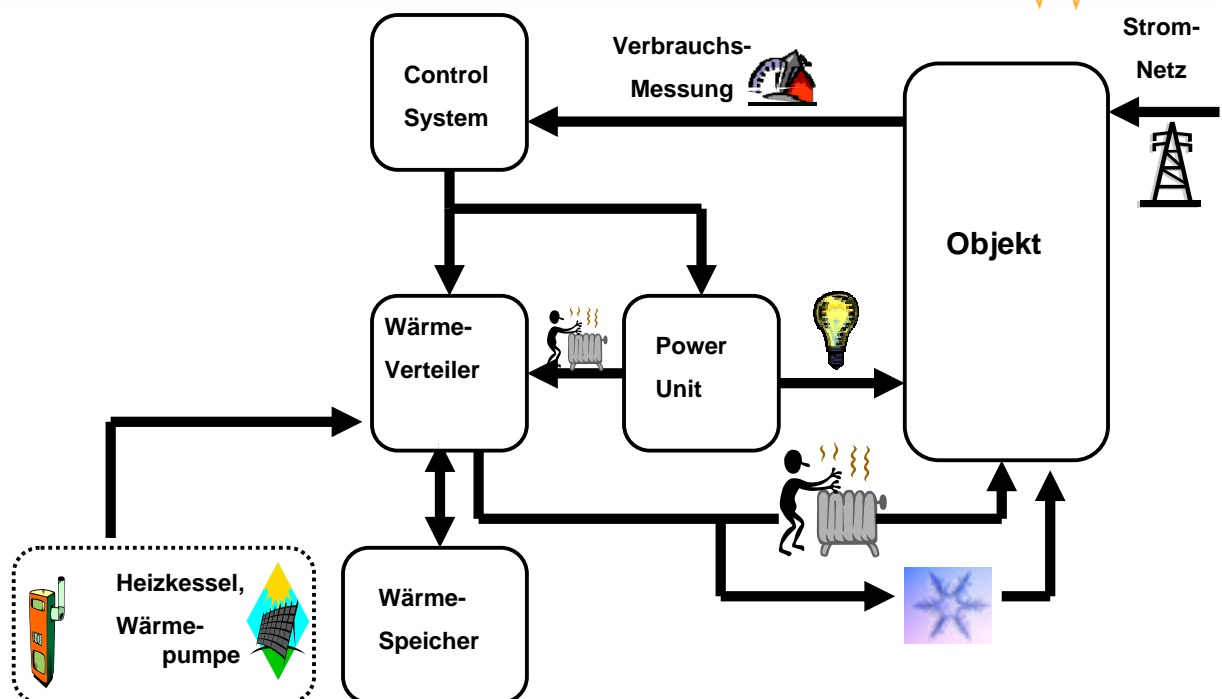 Control
System
Verbrauchs-
Messung
Strom-
Netz
Objekt
Wärme-
Verteiler
Power
Unit
Heizkessel,
Wärme-
pumpe
Wärme-
Speicher